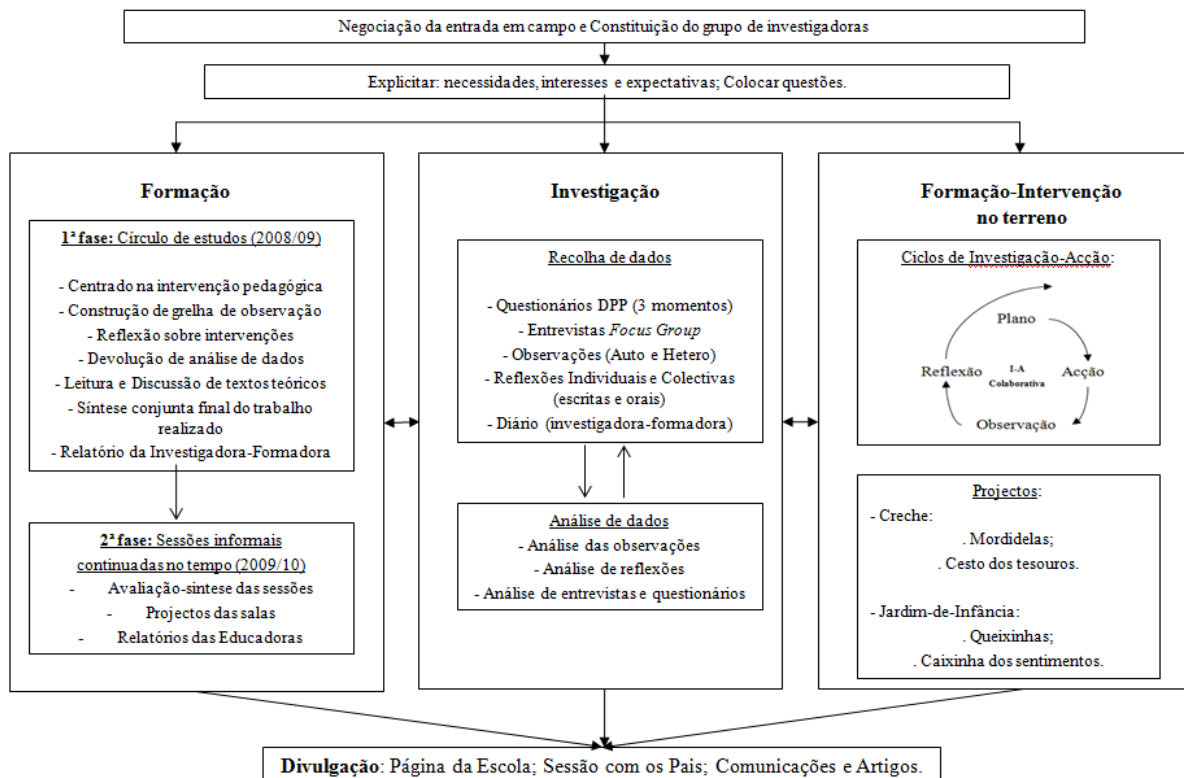 Negociação da entrada em campo e Constituição do grupo de investigadoras
Explicitar: necessidades, interesses e expectativas; Colocar questões.
Formação
1ª fase: Círculo de estudos (2008/09)
- Centrado na intervenção pedagógica
- Construção de grelha de observação
- Reflexão sobre intervenções
- Devolução de análise de dados
- Leitura e Discussão de textos teóricos
- Síntese conjunta final do trabalho
realizado
- Relatório da Investigadora-Formadora
2ª fase: Sessões informais
continuadas no tempo (2009/10)
- Avaliação-síntese das sessões
- Projectos das salas
- Relatórios das Educadoras
Investigação
Recolha de dados
- Questionários DPP (3 momentos)
- Entrevistas Focus Group
- Observações (Auto e Hetero)
- Reflexões Individuais e Colectivas
(escritas e orais)
- Diário (investigadora-formadora)
Análise de dados
- Análise das observações
- Análise de reflexões
- Análise de entrevistas e questionários
Formação-Intervenção
no terreno
Ciclos de Investigação-Acção:
Plano
Reflexão
I-A
Colaborativa
Acção
Observação
Projectos:
- Creche:
. Mordidelas;
. Cesto dos tesouros.
- Jardim-de-Infância:
. Queixinhas;
. Caixinha dos sentimentos.
Divulgação: Página da Escola; Sessão com os Pais; Comunicações e Artigos.